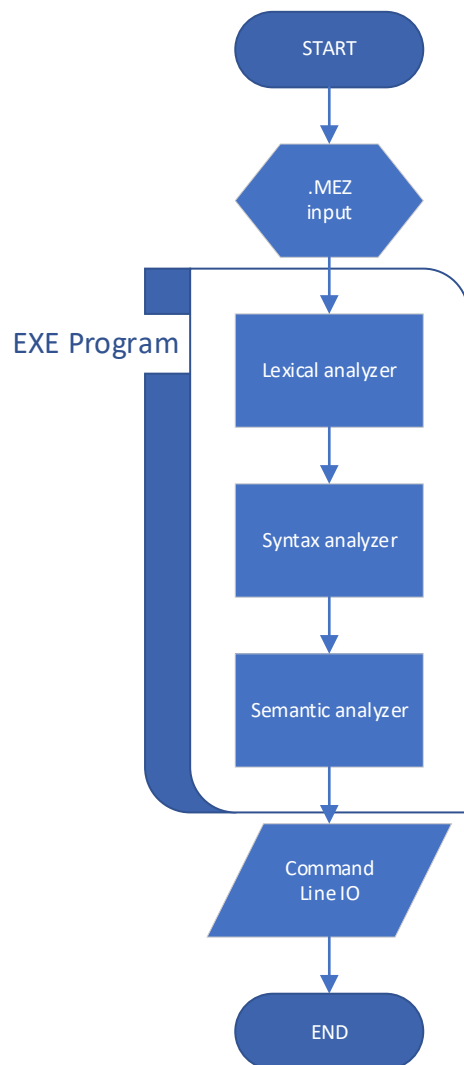 START
.MEZ
input
EXE Program
Lexical analyzer
Syntax analyzer
Semantic analyzer
Command
Line IO
END